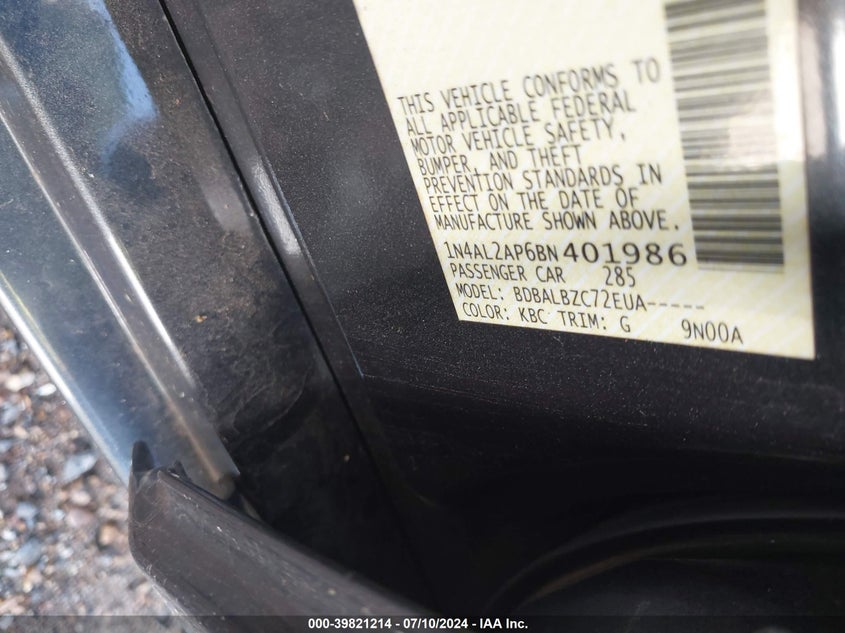 THIS VEHICLE CONFORMS TO
ALL APPLICABLE FEDERAL
MOTOR VEHICLE SAFETY,
BUMPER, AND THEFT
PREVENTION STANDARDS IN
EFFECT ON THE DATE OF
MANUFACTURE SHOWN ABOVE.
1N4AL2AP6BN401986
PASSENGER CAR 285
MODEL: BDBALBZC72EUA-----
COLOR: KBC TRIM: G 9N00A
000-39821214 - 07/10/2024 - IAA Inc.